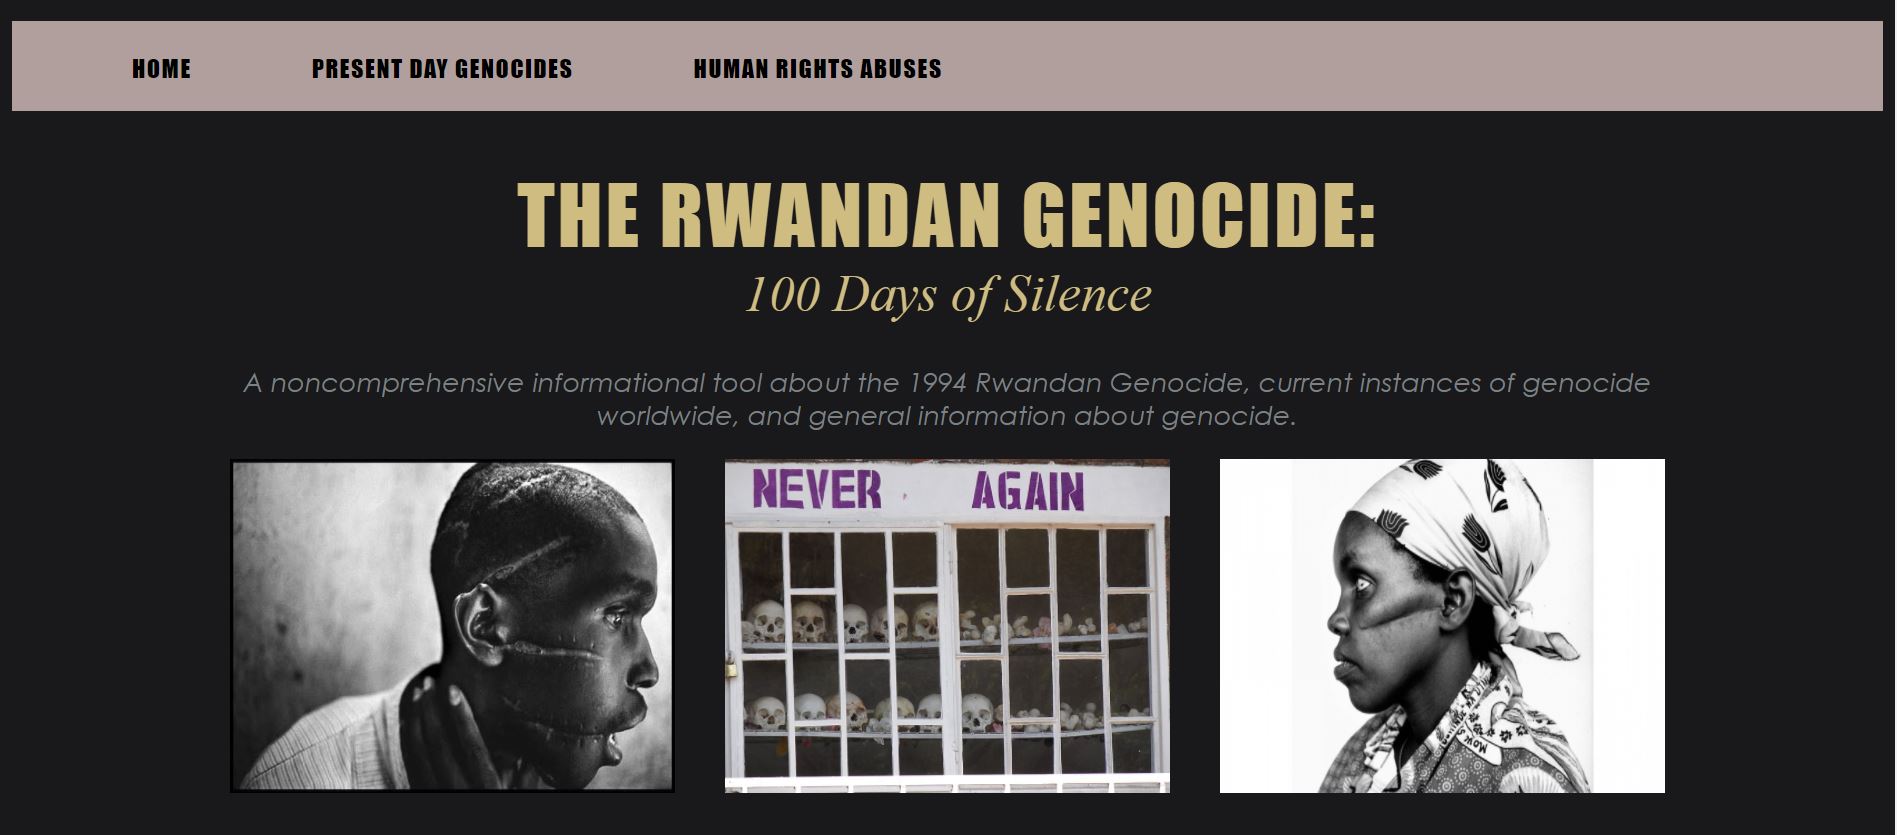 HOME PRESENT DAY GENOCIDES HUMAN RIGHTS ABUSES
THE RWANDAN GENOCIDE:
100 Days of Silence
A noncomprehensive informational tool about the 1994 Rwandan Genocide, current instances of genocide
worldwide, and general information about genocide.
NEVER AGAIN